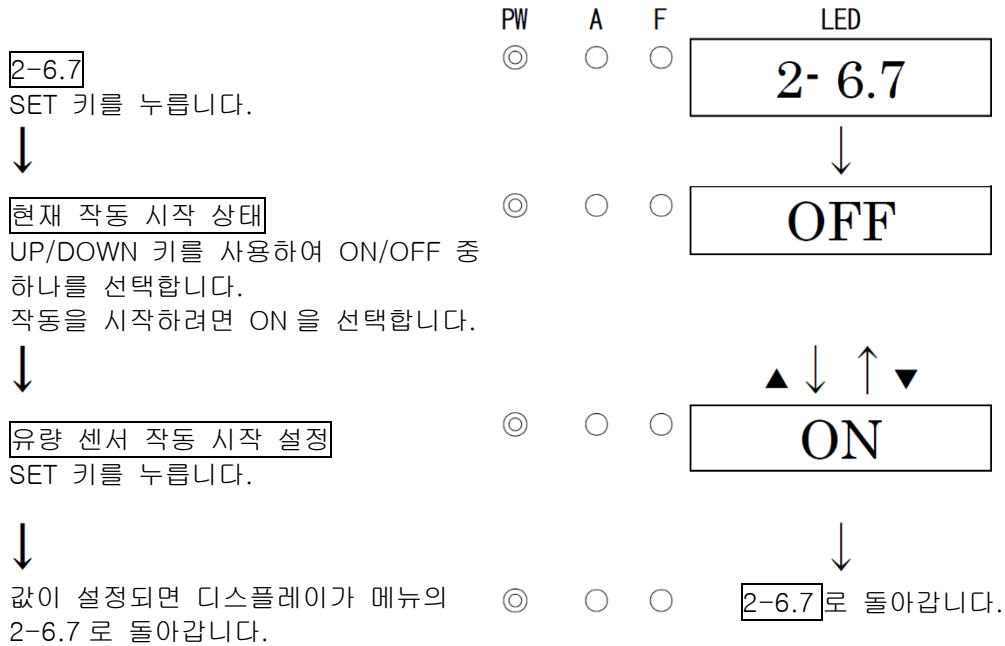 PW A F LED
2-6.7
SET 키를 누릅니다.
◎ ○ ○ 2- 6.7
↓ ↓
현재 작동 시작 상태
UP/DOWN 키를 사용하여 ON/OFF 중
하나를 선택합니다.
작동을 시작하려면 ON 을 선택합니다.
◎ ○ ○ OFF
↓ ▲ ↓ ↑ ▼
유량 센서 작동 시작 설정
SET 키를 누릅니다.
◎ ○ ○ ON
↓ ↓
값이 설정되면 디스플레이가 메뉴의
2-6.7 로 돌아갑니다.
◎ ○ ○ 2-6.7 로 돌아갑니다.